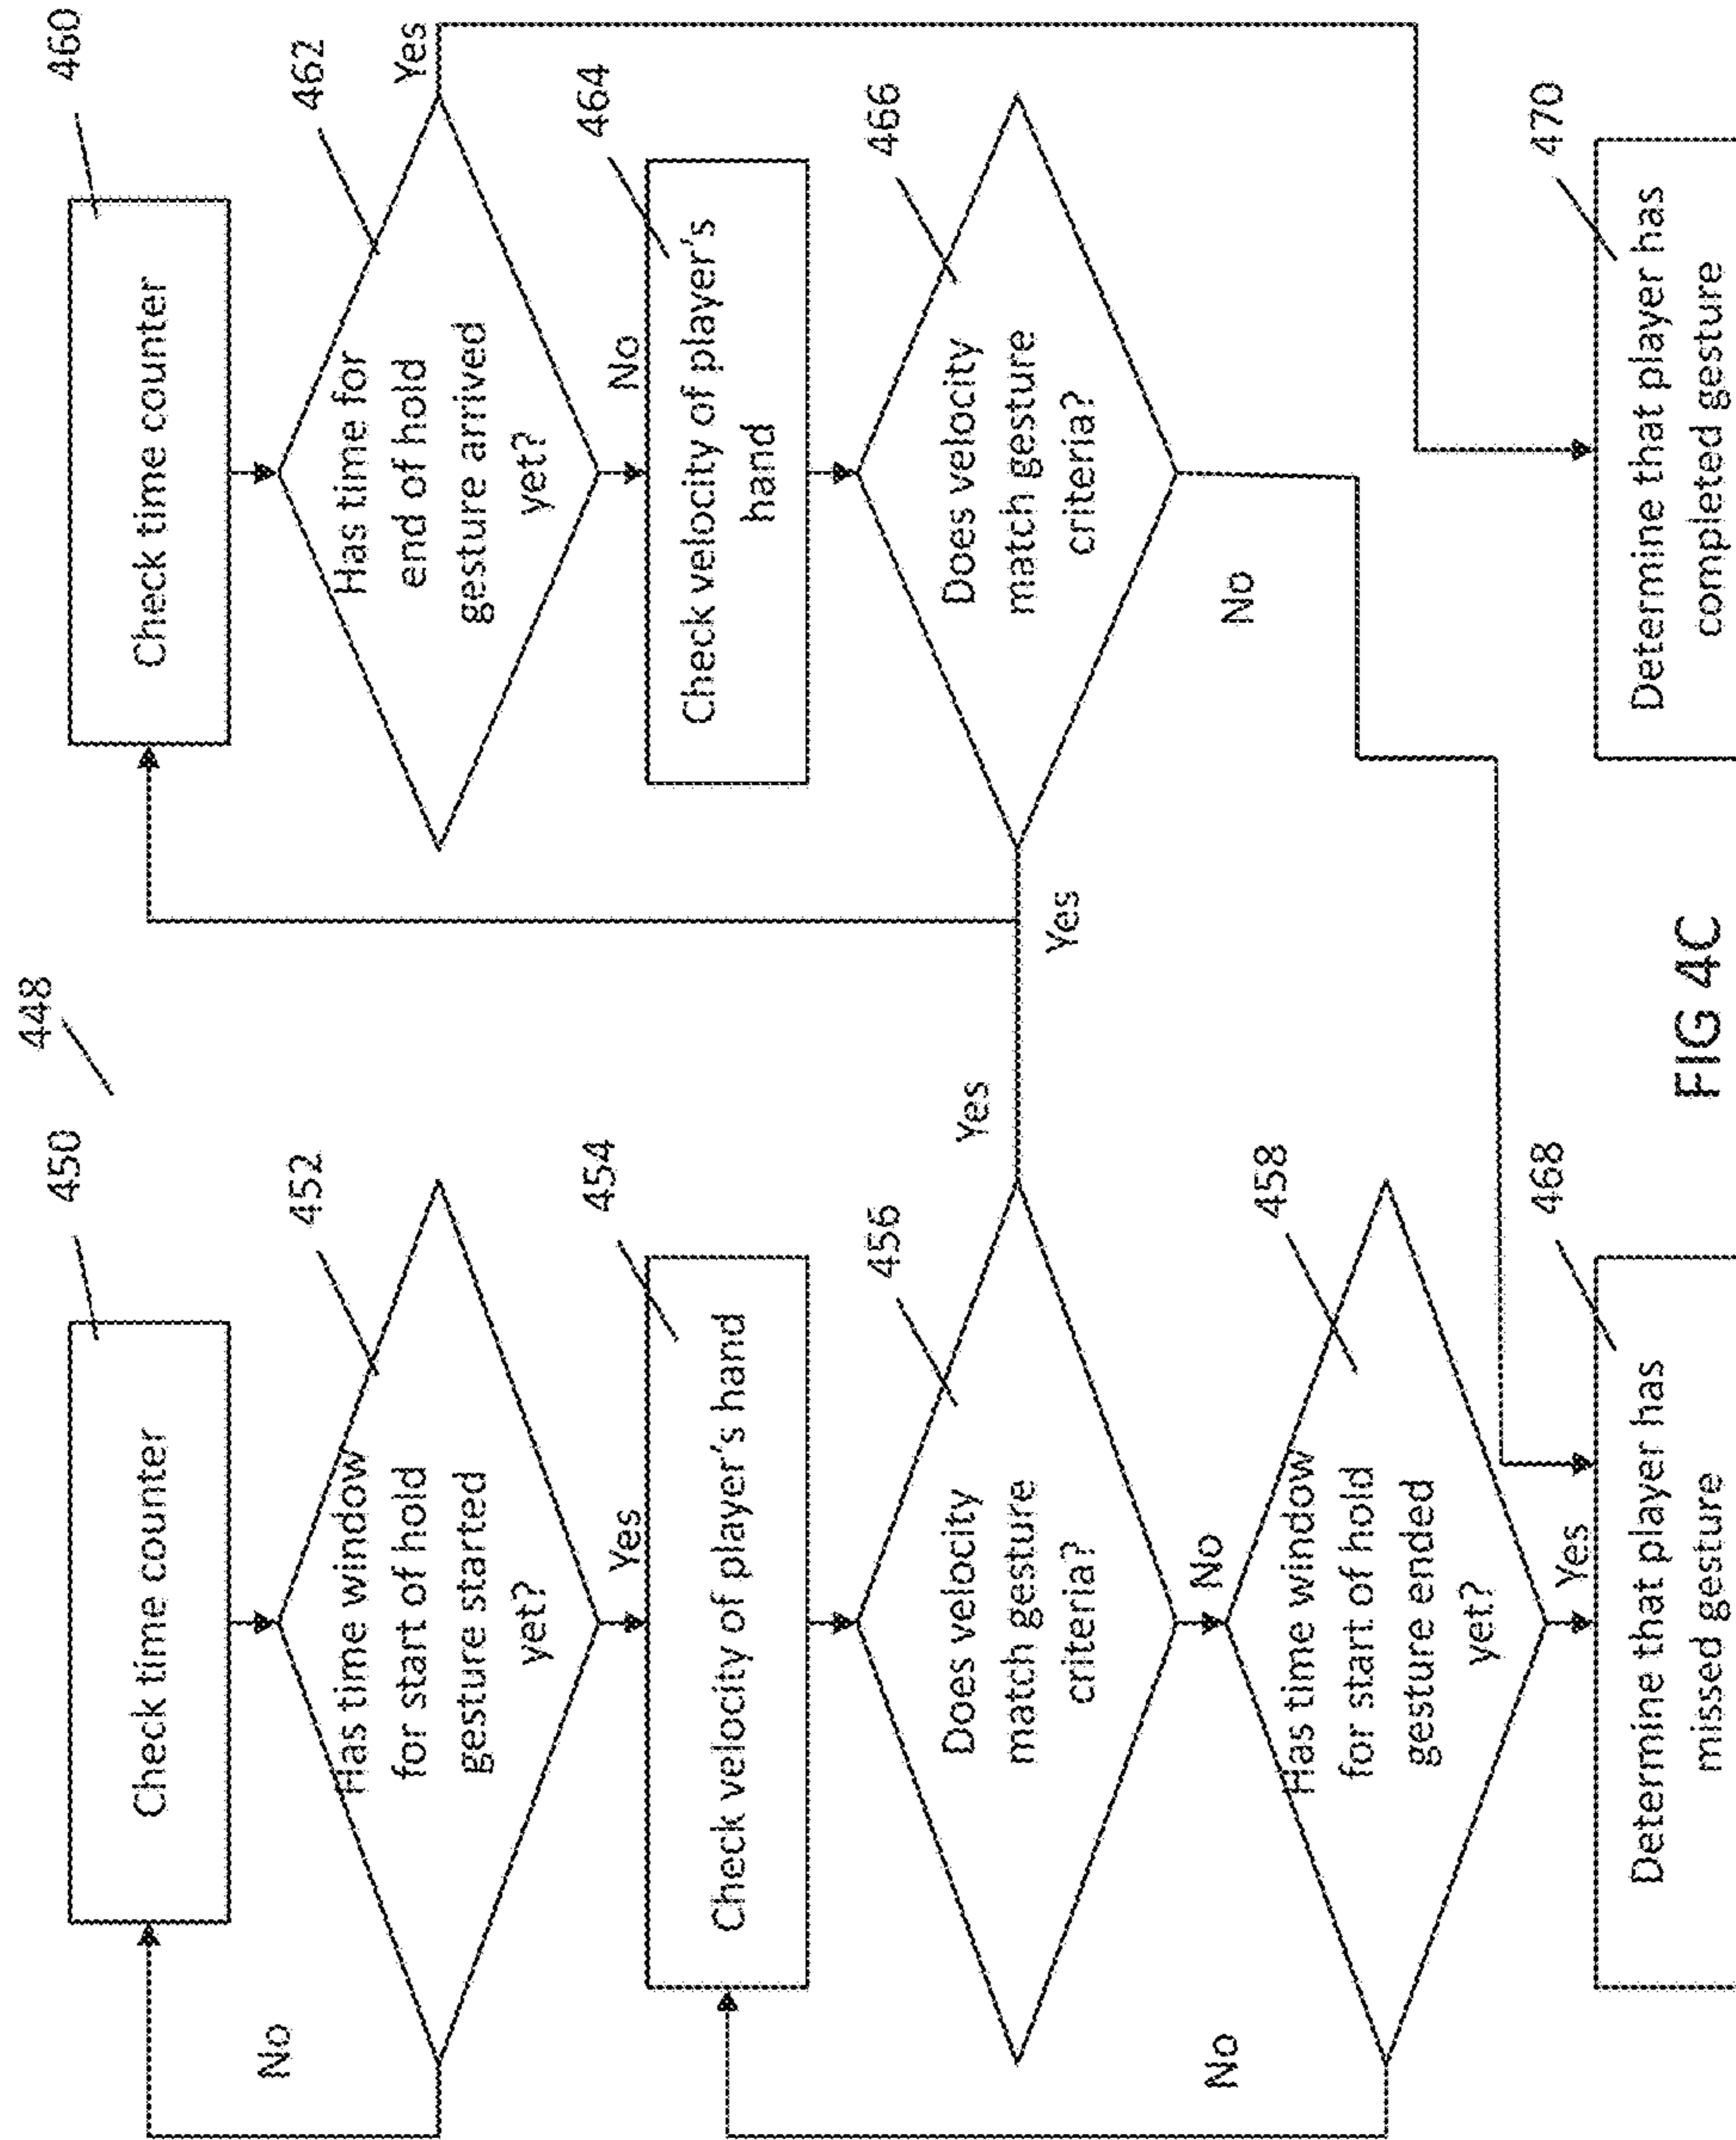 448
450
Check time counter
452
Has time window
for start of hold
gesture started
yet?
No
Yes
454
Check velocity of player's hand
456
Does velocity
match gesture
criteria?
Yes
No
458
Has time window
for start of hold
gesture ended
yet?
No
Yes
468
Determine that player has
missed gesture
460
Check time counter
462
Has time for
end of hold
gesture arrived
yet?
Yes
No
464
Check velocity of player's
hand
466
Does velocity
match gesture
criteria?
Yes
No
470
Determine that player has
completed gesture
FIG 4C